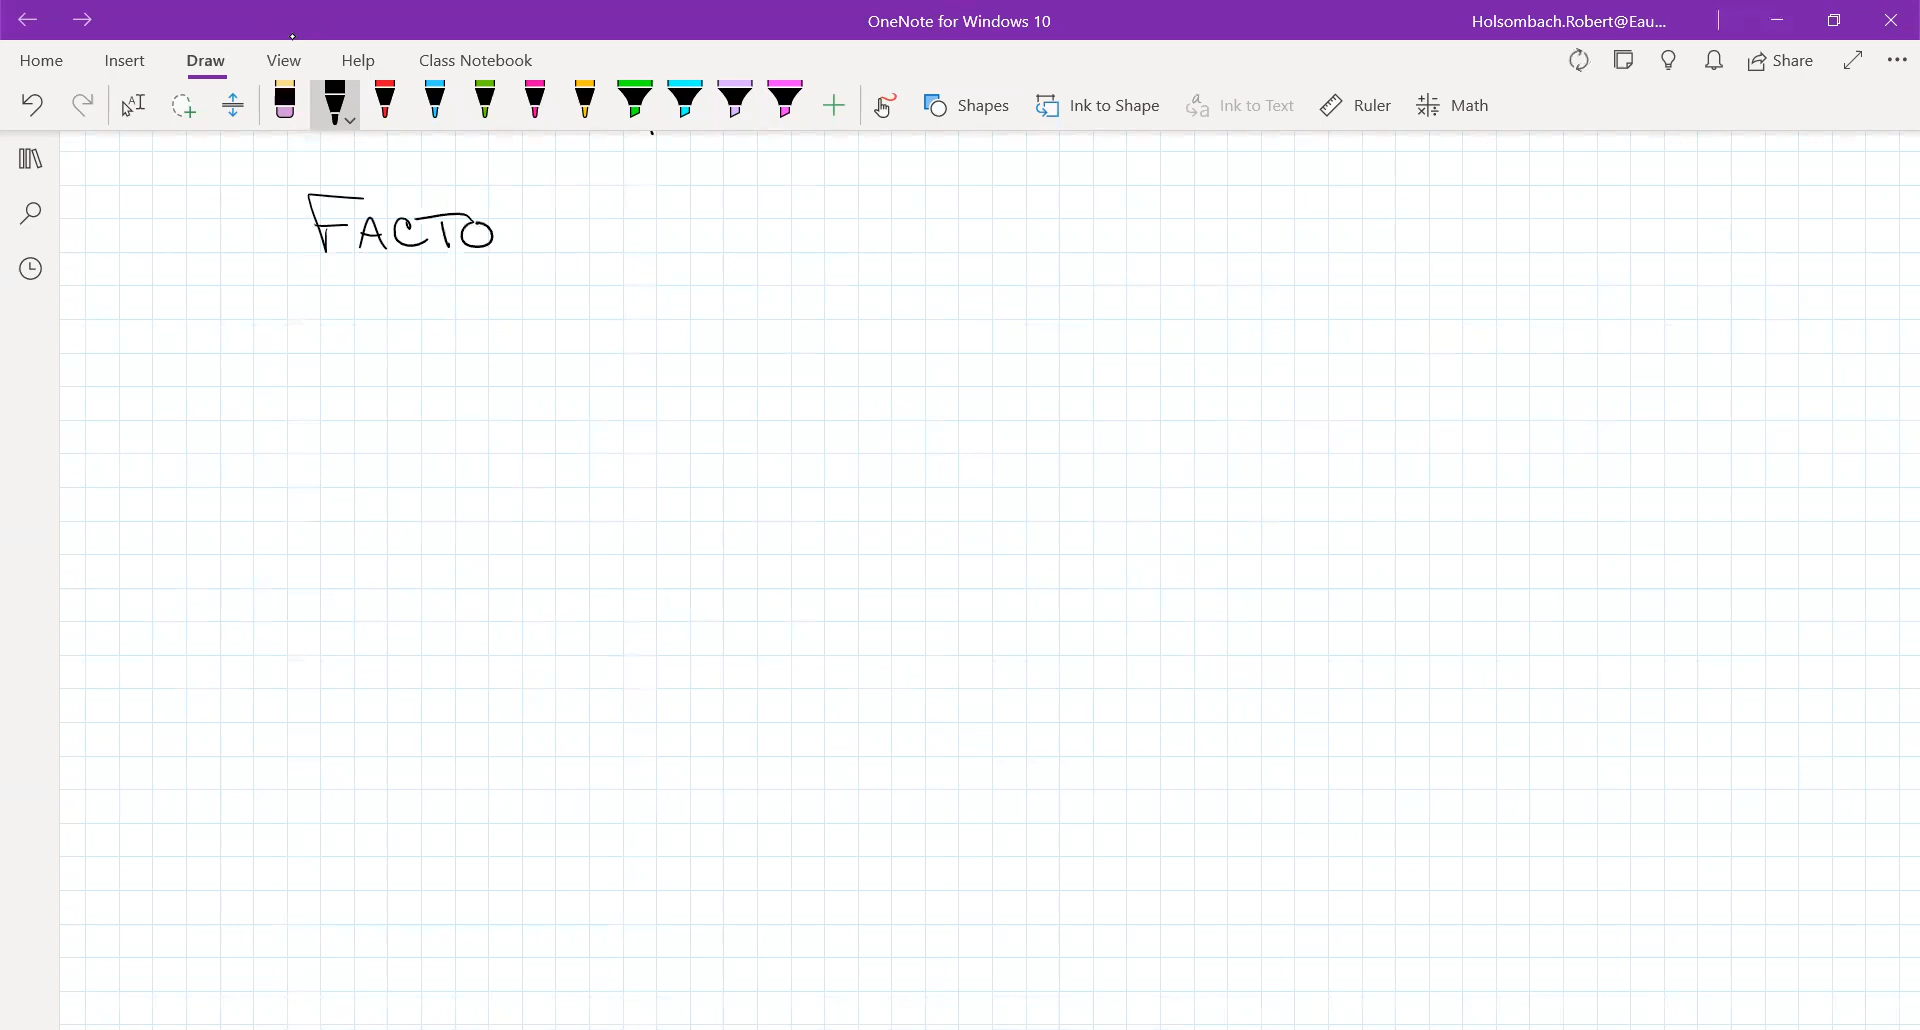 OneNote for Windows 10 Holsombach.Robert@Eau...
Home Insert Draw View Help Class Notebook Share
Shapes Ink to Shape Ink to Text Ruler Math
FACTO